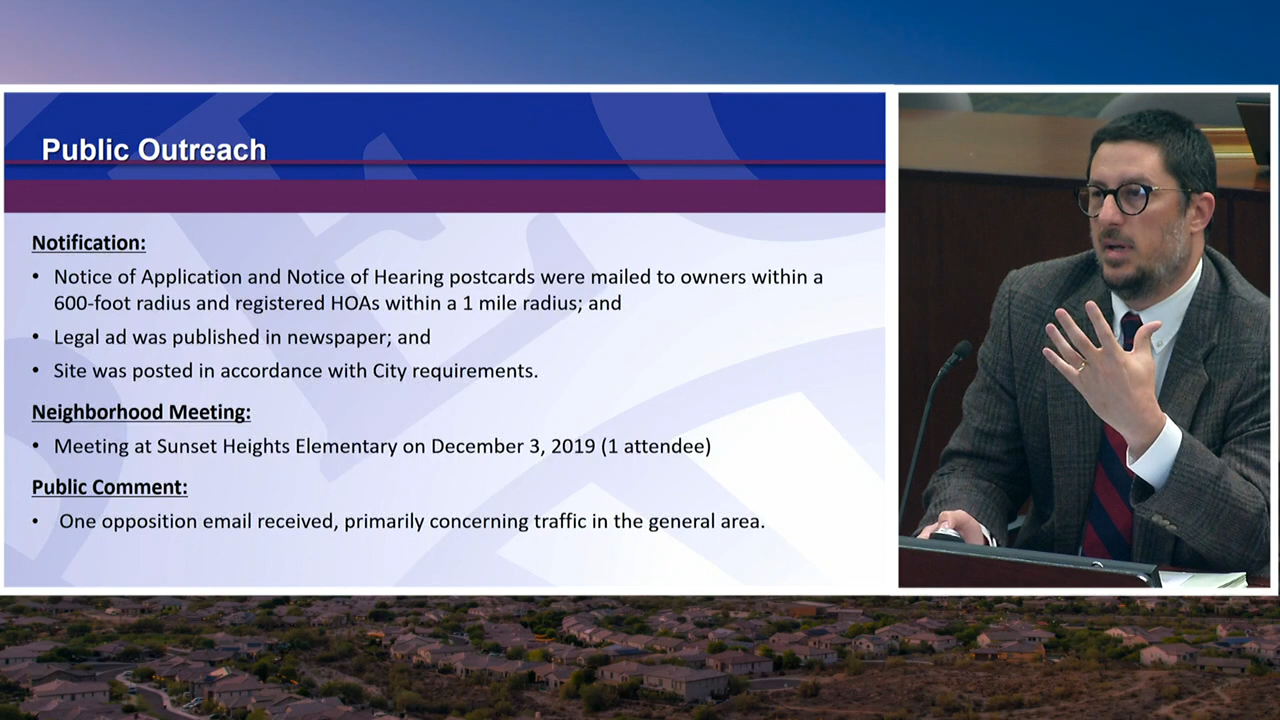 Public Outreach
Notification:
• Notice of Application and Notice of Hearing postcards were mailed to owners within a
600-foot radius and registered HOAs within a 1 mile radius; and
• Legal ad was published in newspaper; and
• Site was posted in accordance with City requirements.
Neighborhood Meeting:
• Meeting at Sunset Heights Elementary on December 3, 2019 (1 attendee)
Public Comment:
• One opposition email received, primarily concerning traffic in the general area.